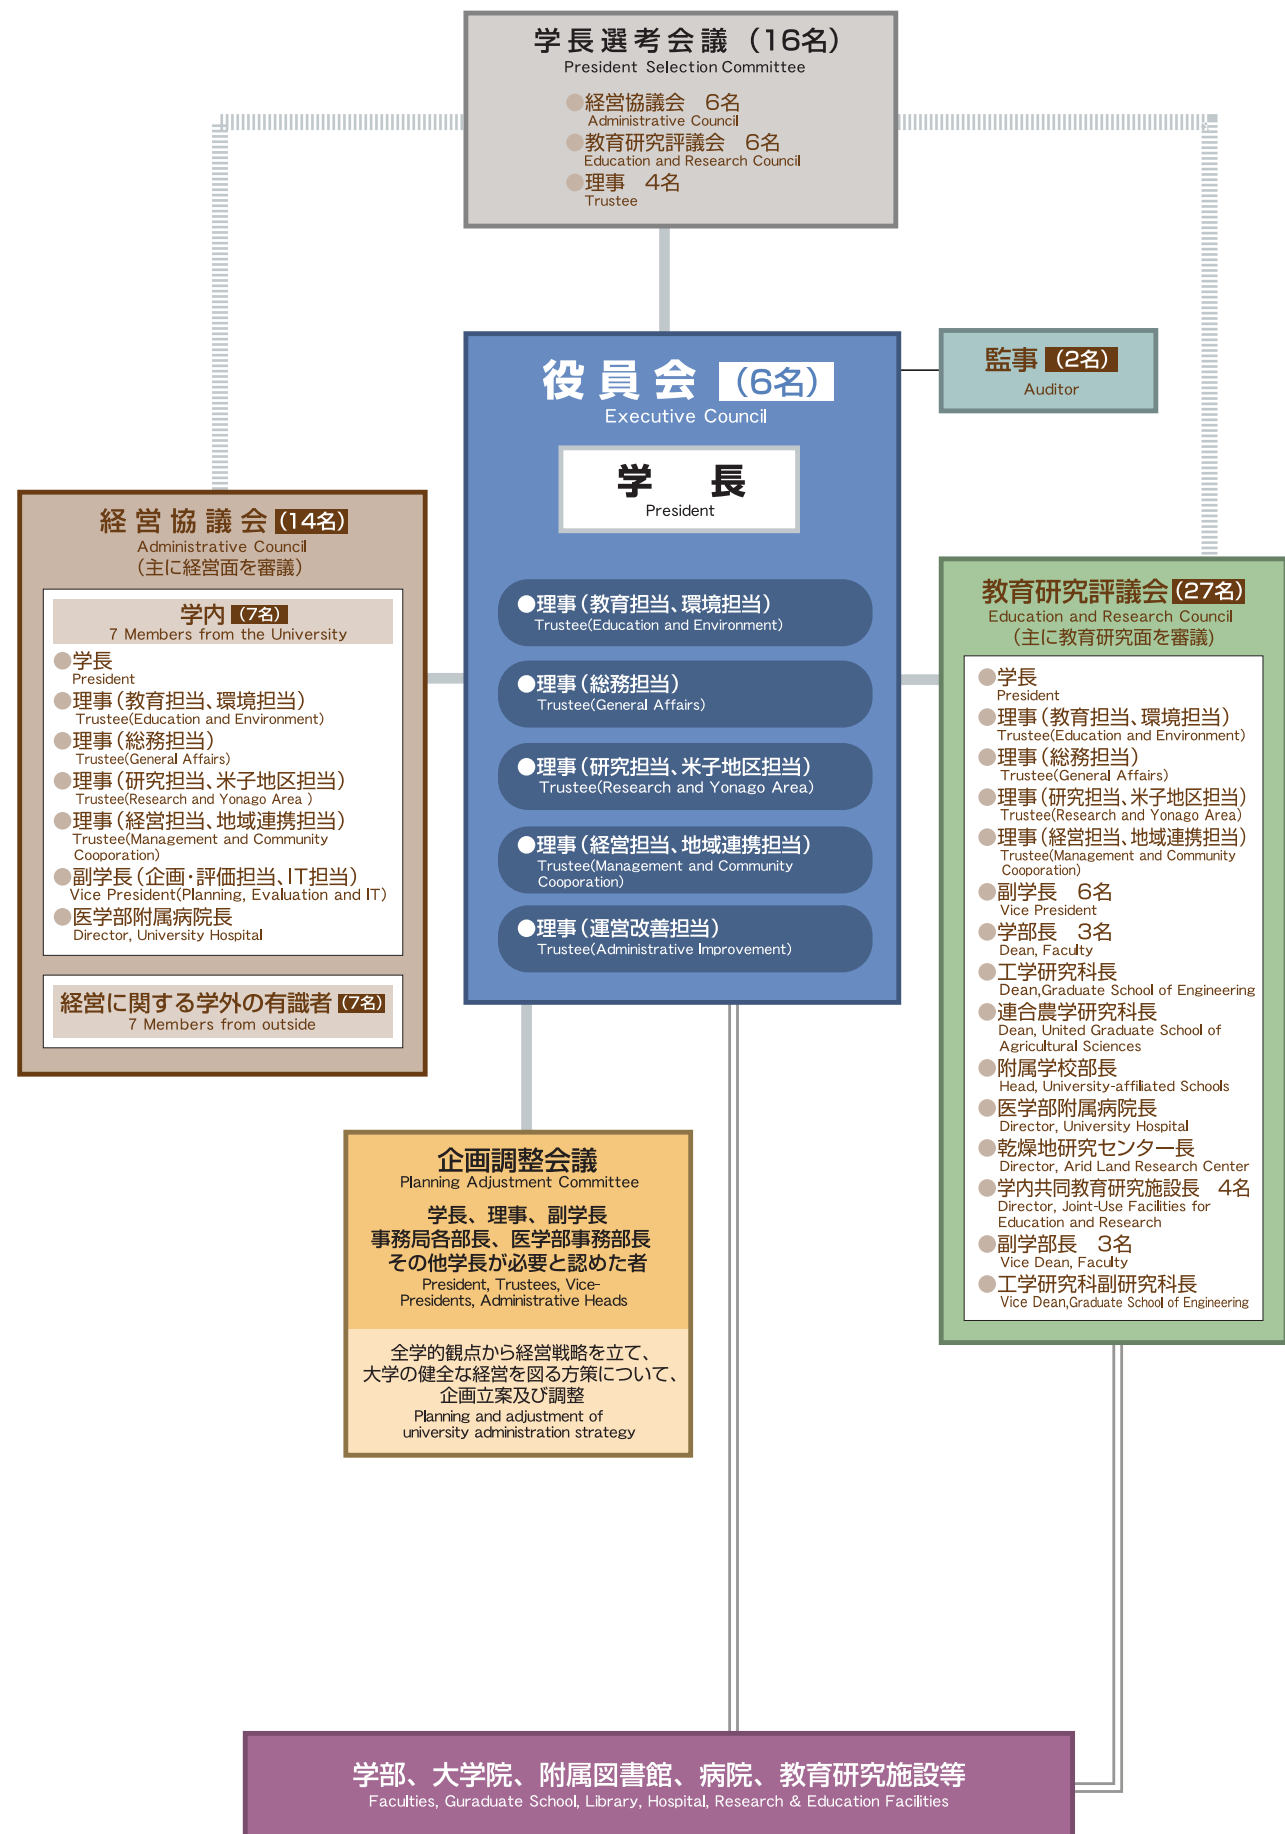 学長選考会議（16名）
President Selection Committee
●経営協議会　6名
Administrative Council
●教育研究評議会　6名
Education and Research Council
●理事　4名
Trustee
役員会（6名）
Executive Council
学　長
President
●理事（教育担当、環境担当）
Trustee(Education and Environment)
●理事（総務担当）
Trustee(General Affairs)
●理事（研究担当、米子地区担当）
Trustee(Research and Yonago Area)
●理事（経営担当、地域連携担当）
Trustee(Management and Community
Cooporation)
●理事（運営改善担当）
Trustee(Administrative Improvement)
監事（2名）
Auditor
経営協議会（14名）
Administrative Council
（主に経営面を審議）
学内（7名）
7 Members from the University
●学長
President
●理事（教育担当、環境担当）
Trustee(Education and Environment)
●理事（総務担当）
Trustee(General Affairs)
●理事（研究担当、米子地区担当）
Trustee(Research and Yonago Area )
●理事（経営担当、地域連携担当）
Trustee(Management and Community
Cooporation)
●副学長（企画・評価担当、IT担当）
Vice President(Planning, Evaluation and IT)
●医学部附属病院長
Director, University Hospital
経営に関する学外の有識者（7名）
7 Members from outside
教育研究評議会（27名）
Education and Research Council
（主に教育研究面を審議）
●学長
President
●理事（教育担当、環境担当）
Trustee(Education and Environment)
●理事（総務担当）
Trustee(General Affairs)
●理事（研究担当、米子地区担当）
Trustee(Research and Yonago Area)
●理事（経営担当、地域連携担当）
Trustee(Management and Community
Cooporation)
●副学長　6名
Vice President
●学部長　3名
Dean, Faculty
●工学研究科長
Dean,Graduate School of Engineering
●連合農学研究科長
Dean, United Graduate School of
Agricultural Sciences
●附属学校部長
Head, University-affiliated Schools
●医学部附属病院長
Director, University Hospital
●乾燥地研究センター長
Director, Arid Land Research Center
●学内共同教育研究施設長　4名
Director, Joint-Use Facilities for
Education and Research
●副学部長　3名
Vice Dean, Faculty
●工学研究科副研究科長
Vice Dean,Graduate School of Engineering
企画調整会議
Planning Adjustment Committee
学長、理事、副学長
事務局各部長、医学部事務部長
その他学長が必要と認めた者
President, Trustees, Vice-
Presidents, Administrative Heads
全学的観点から経営戦略を立て、
大学の健全な経営を図る方策について、
企画立案及び調整
Planning and adjustment of
university administration strategy
学部、大学院、附属図書館、病院、教育研究施設等
Faculties, Guraduate School, Library, Hospital, Research & Education Facilities